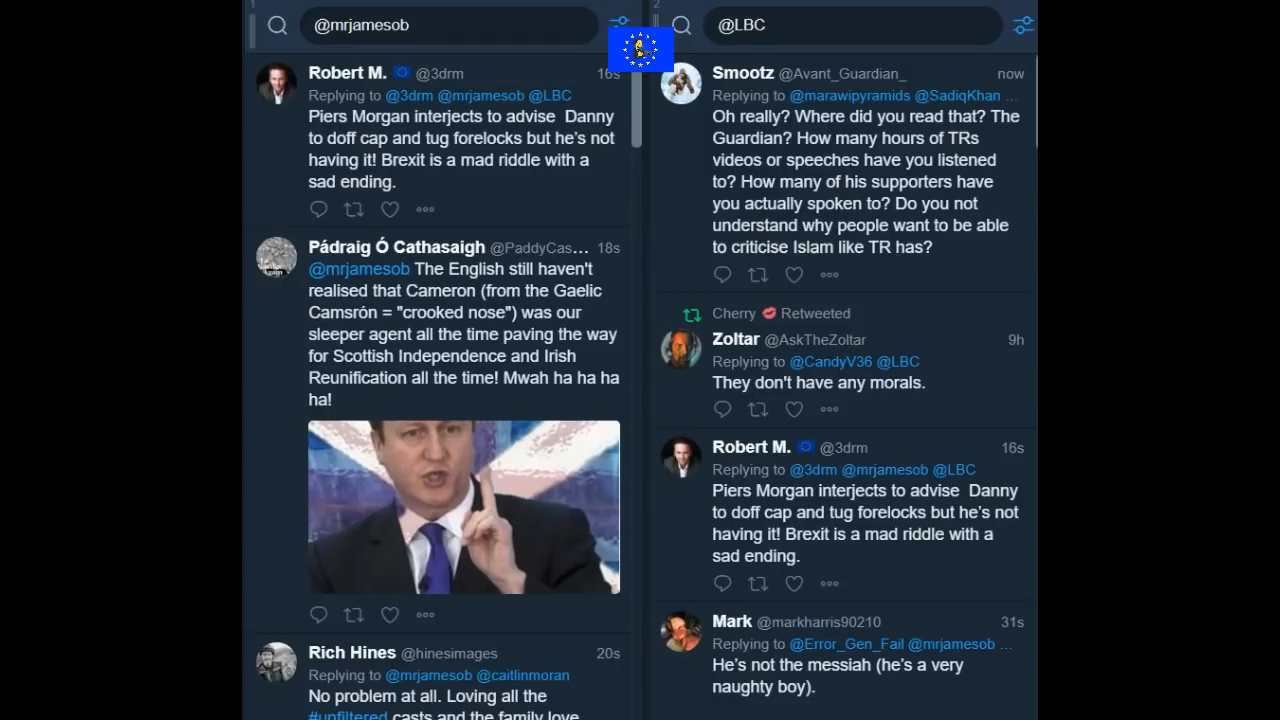 1
@mrjamesob
Robert M. @3drm 16s
Replying to @3drm @mrjamesob @LBC
Piers Morgan interjects to advise Danny
to doff cap and tug forelocks but he's not
having it! Brexit is a mad riddle with a
sad ending.
Pádraig Ó Cathasaigh @PaddyCas... 18s
@mrjamesob The English still haven't
realised that Cameron (from the Gaelic
Camsrón = "crooked nose") was our
sleeper agent all the time paving the way
for Scottish Independence and Irish
Reunification all the time! Mwah ha ha ha
ha!
Rich Hines @hinesimages 20s
Replying to @mrjamesob @caitlinmoran
No problem at all. Loving all the
#unfiltered casts and the family love
2
@LBC
Smootz @Avant_Guardian_ now
Replying to @marawipyramids @SadiqKhan ...
Oh really? Where did you read that? The
Guardian? How many hours of TRs
videos or speeches have you listened
to? How many of his supporters have
you actually spoken to? Do you not
understand why people want to be able
to criticise Islam like TR has?
Cherry 💋 Retweeted
Zoltar @AskTheZoltar 9h
Replying to @CandyV36 @LBC
They don't have any morals.
Robert M. @3drm 16s
Replying to @3drm @mrjamesob @LBC
Piers Morgan interjects to advise Danny
to doff cap and tug forelocks but he's not
having it! Brexit is a mad riddle with a
sad ending.
Mark @markharris90210 31s
Replying to @Error_Gen_Fail @mrjamesob ...
He's not the messiah (he's a very
naughty boy).